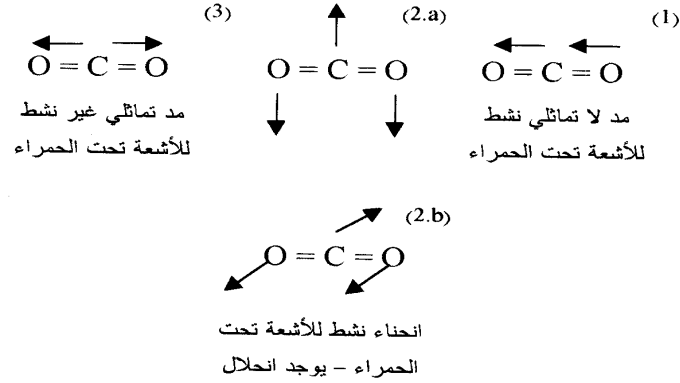 (1)
O = C = O
مد لا تماثلي نشط
للأشعة تحت الحمراء
(2.a)
O = C = O
(3)
O = C = O
مد تماثلي غير نشط
للأشعة تحت الحمراء
(2.b)
O = C = O
انحناء نشط للأشعة تحت
الحمراء – يوجد انحلال